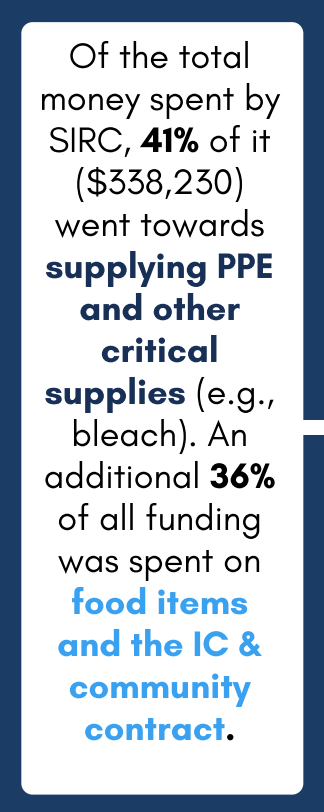 Of the total
money spent by
SIRC, 41% of it
($338,230)
went towards
supplying PPE
and other
critical
supplies (e.g.,
bleach). An
additional 36%
of all funding
was spent on
food items
and the IC &
community
contract.